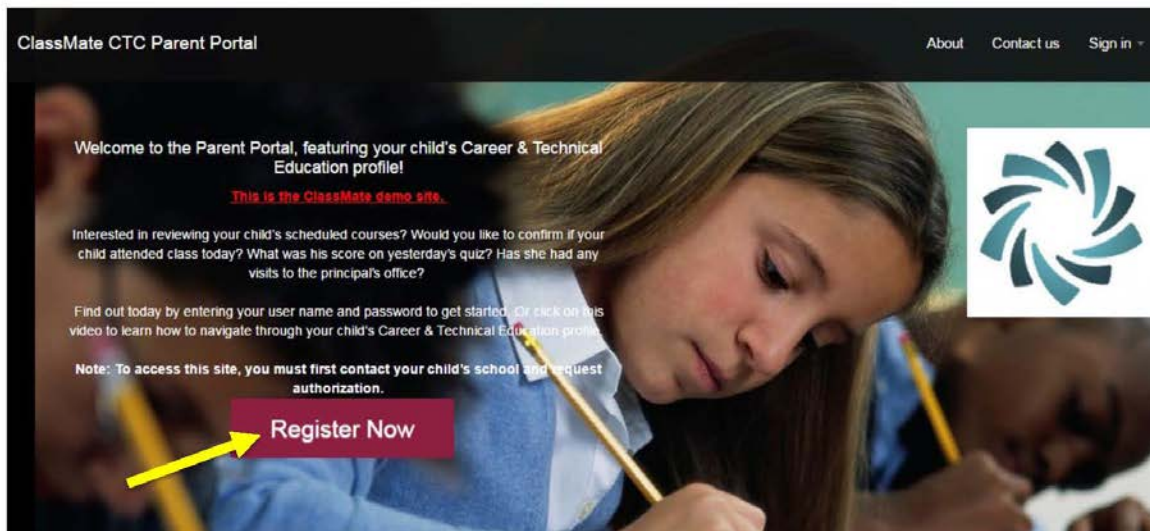 ClassMate CTC Parent Portal
About Contact us Sign in
Welcome to the Parent Portal, featuring your child's Career & Technical
Education profile!
This is the ClassMate demo site.
Interested in reviewing your child's scheduled courses? Would you like to confirm if your
child attended class today? What was his score on yesterday's quiz? Has she had any
visits to the principal's office?
Find out today by entering your user name and password to get started. Or click on this
video to learn how to navigate through your child's Career & Technical Education profile.
Note: To access this site, you must first contact your child's school and request
authorization.
Register Now